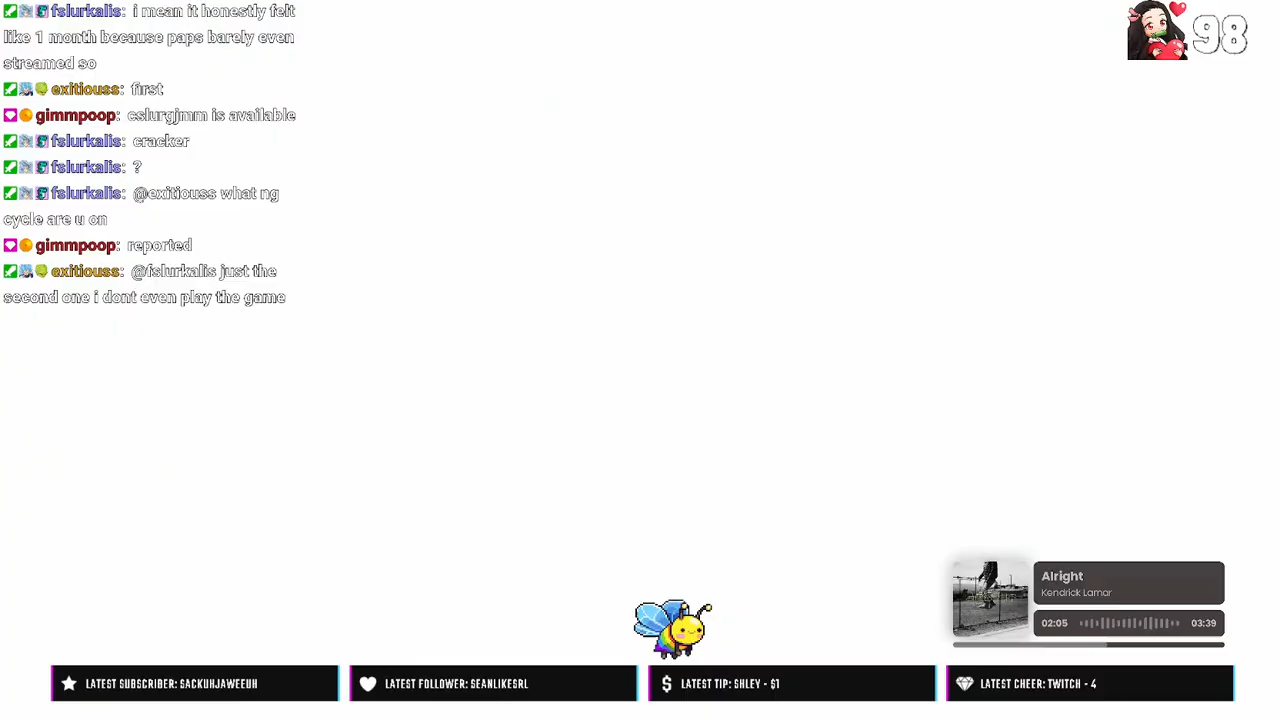 fslurkalis: i mean it honestly felt
like 1 month because paps barely even
streamed so
exitiouss: first
gimmpoop: cslurgjmm is available
fslurkalis: cracker
fslurkalis: ?
fslurkalis: @exitiouss what ng
cycle are u on
gimmpoop: reported
exitiouss: @fslurkalis just the
second one i dont even play the game
98
Alright
Kendrick Lamar
02:05
03:39
LATEST SUBSCRIBER: SACKUHJAWEEUH
LATEST FOLLOWER: SEANLIKESRL
$ LATEST TIP: SHLEY - $1
LATEST CHEER: TWITCH - 4